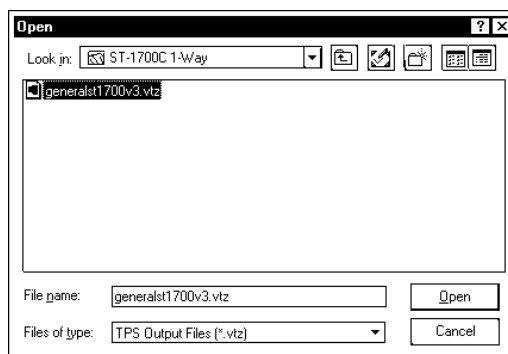 Open ? X
Look in: ST-1700C 1-Way
generalst1700v3.vtz
File name: generalst1700v3.vtz Open
Files of type: TPS Output Files (*.vtz) Cancel